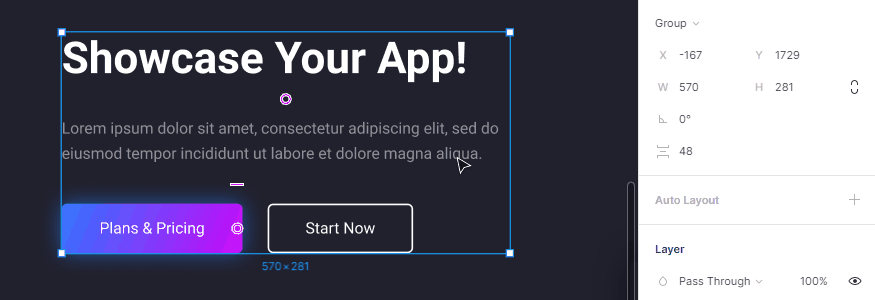 Showcase Your App!
Lorem ipsum dolor sit amet, consectetur adipiscing elit, sed do
eiusmod tempor incididunt ut labore et dolore magna aliqua.
Plans & Pricing
Start Now
570×281
Group
X -167 Y 1729
W 570 H 281
0°
48
Auto Layout
Layer
Pass Through 100%